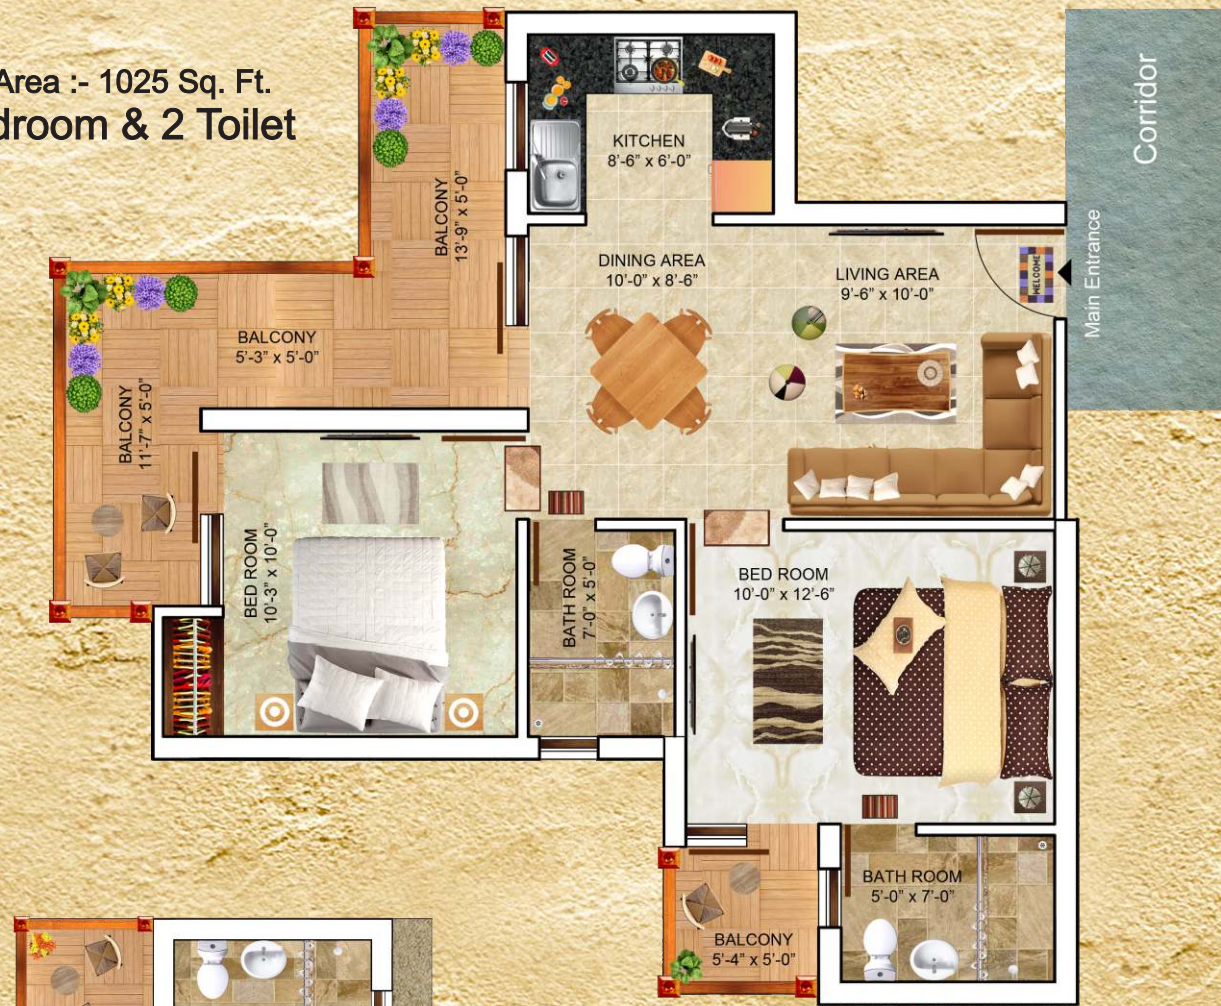 Area :- 1025 Sq. Ft.
droom & 2 Toilet
Corridor
Main Entrance
WELCOME
KITCHEN
8'-6" x 6'-0"
BALCONY
13'-9" x 5'-0"
DINING AREA
10'-0" x 8'-6"
LIVING AREA
9'-6" x 10'-0"
BALCONY
5'-3" x 5'-0"
BALCONY
11'-7" x 5'-0"
BED ROOM
10'-3" x 10'-0"
BATH ROOM
7'-0" x 5'-0"
BED ROOM
10'-0" x 12'-6"
BATH ROOM
5'-0" x 7'-0"
BALCONY
5'-4" x 5'-0"